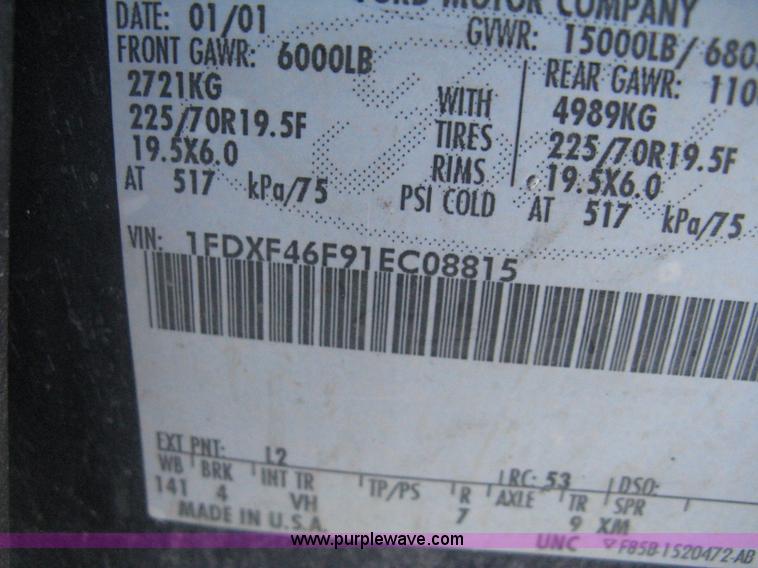 FORD MOTOR COMPANY
DATE: 01/01 GVWR: 15000LB/ 680
FRONT GAWR: 6000LB REAR GAWR: 110
2721KG WITH 4989KG
225/70R19.5F TIRES 225/70R19.5F
19.5X6.0 RIMS 19.5X6.0
AT 517 kPa/75 PSI COLD AT 517 kPa/75
VIN: 1FDXF46F91EC08815
EXT PNT: L2 RC: 53 DSO:
WB BRK INT TR TP/PS R AXLE TR SPR
141 4 VH 7 9 XM
MADE IN U.S.A. UNC F85B-1520472-AB
www.purplewave.com